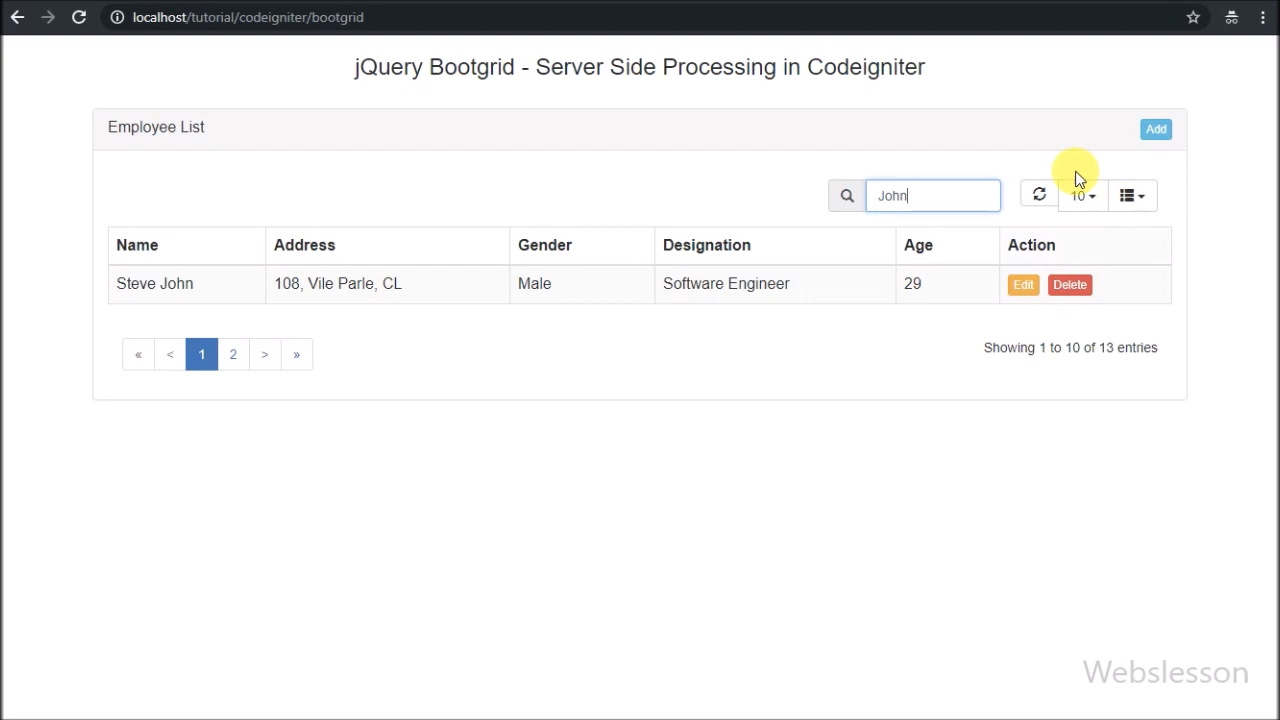 localhost/tutorial/codeigniter/bootgrid
jQuery Bootgrid - Server Side Processing in Codeigniter
Employee List
Add
John
10
Name Address Gender Designation Age Action
Steve John 108, Vile Parle, CL Male Software Engineer 29 Edit Delete
« < 1 2 > »
Showing 1 to 10 of 13 entries
Webslesson